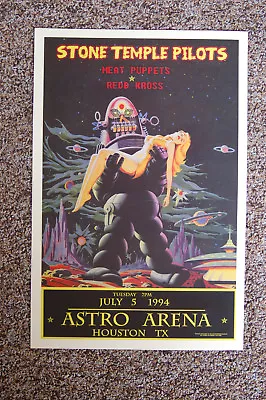 STONE TEMPLE PILOTS
MEAT PUPPETS
REDD KROSS
TUESDAY 7PM
JULY 5 1994
ASTRO ARENA
HOUSTON TX